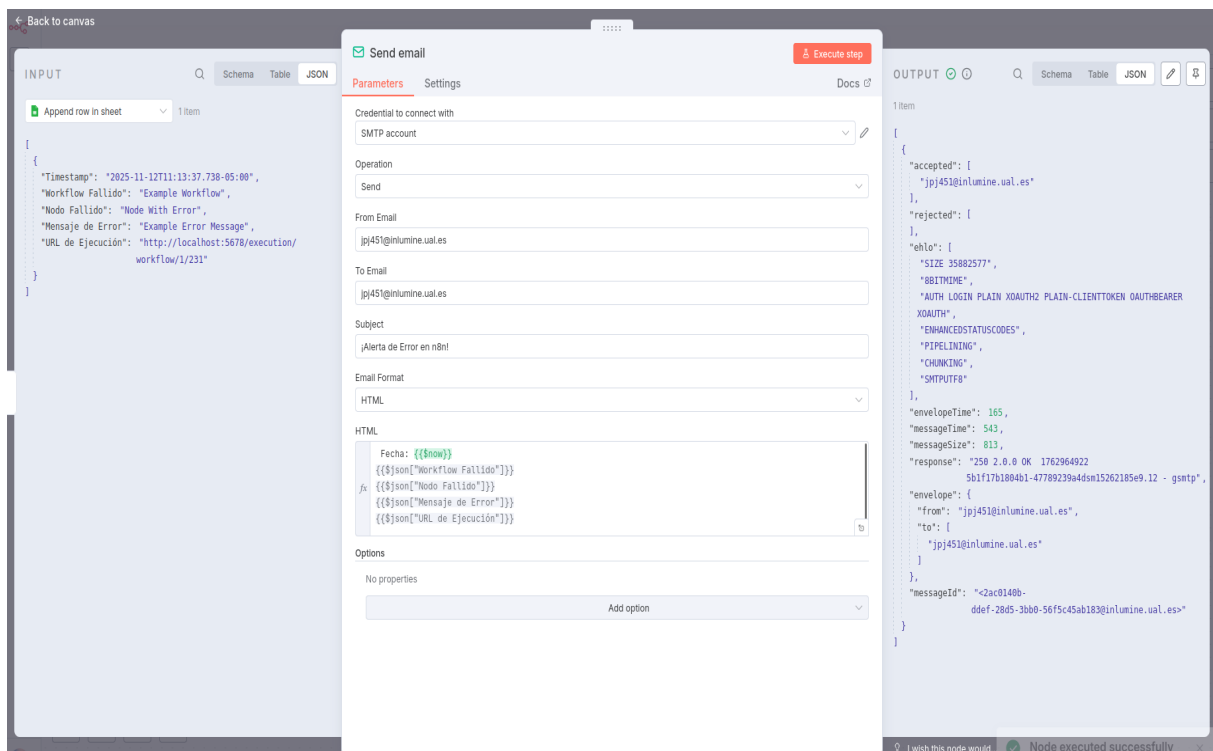 ← Back to canvas
INPUT
Schema Table JSON
Append row in sheet
1 item
[
{
"Timestamp": "2025-11-12T11:13:37.738-05:00",
"Workflow Fallido": "Example Workflow",
"Nodo Fallido": "Node With Error",
"Mensaje de Error": "Example Error Message",
"URL de Ejecución": "http://localhost:5678/execution/
workflow/1/231"
}
]
Send email
Execute step
Parameters Settings
Docs
Credential to connect with
SMTP account
Operation
Send
From Email
jpj451@inlumine.ual.es
To Email
jpj451@inlumine.ual.es
Subject
¡Alerta de Error en n8n!
Email Format
HTML
HTML
fx
Fecha: {{$now}}
{{$json["Workflow Fallido"]}}
{{$json["Nodo Fallido"]}}
{{$json["Mensaje de Error"]}}
{{$json["URL de Ejecución"]}}
Options
No properties
Add option
OUTPUT
Schema Table JSON
1 item
[
{
"accepted": [
"jpj451@inlumine.ual.es"
],
"rejected": [
],
"ehlo": [
"SIZE 35882577",
"8BITMIME",
"AUTH LOGIN PLAIN XOAUTH2 PLAIN-CLIENTTOKEN OAUTHBEARER
XOAUTH",
"ENHANCEDSTATUSCODES",
"PIPELINING",
"CHUNKING",
"SMTPUTF8"
],
"envelopeTime": 165,
"messageTime": 543,
"messageSize": 813,
"response": "250 2.0.0 OK 1762964922
5b1f17b1804b1-47789239a4dsm15262185e9.12 - gsmtp",
"envelope": {
"from": "jpj451@inlumine.ual.es",
"to": [
"jpj451@inlumine.ual.es"
]
},
"messageId": "<2ac0140b-
ddef-28d5-3bb0-56f5c45ab183@inlumine.ual.es>"
}
]
I wish this node would
Node executed successfully